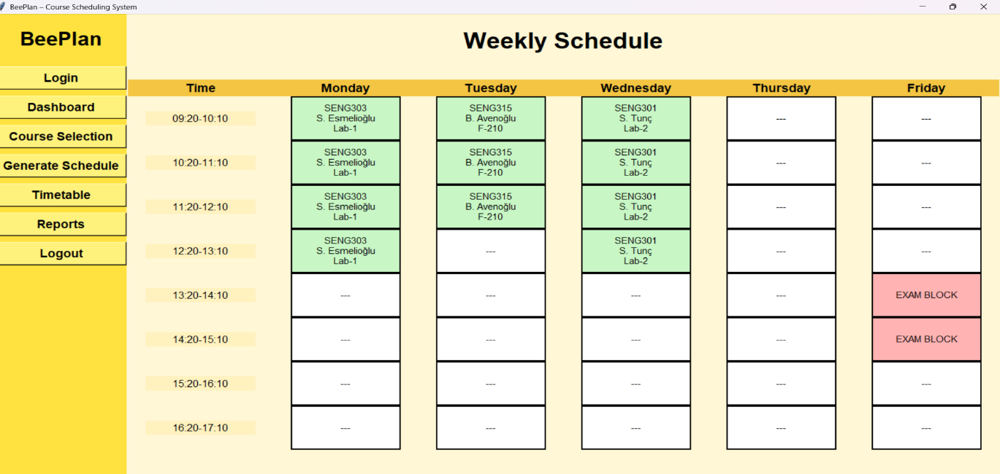 BeePlan – Course Scheduling System
BeePlan
Login
Dashboard
Course Selection
Generate Schedule
Timetable
Reports
Logout
Weekly Schedule
Time Monday Tuesday Wednesday Thursday Friday
09:20-10:10
SENG303
S. Esmelioğlu
Lab-1
SENG315
B. Avenoğlu
F-210
SENG301
S. Tunç
Lab-2
---
---
10:20-11:10
SENG303
S. Esmelioğlu
Lab-1
SENG315
B. Avenoğlu
F-210
SENG301
S. Tunç
Lab-2
---
---
11:20-12:10
SENG303
S. Esmelioğlu
Lab-1
SENG315
B. Avenoğlu
F-210
SENG301
S. Tunç
Lab-2
---
---
12:20-13:10
SENG303
S. Esmelioğlu
Lab-1
---
SENG301
S. Tunç
Lab-2
---
---
13:20-14:10
---
---
---
---
EXAM BLOCK
14:20-15:10
---
---
---
---
EXAM BLOCK
15:20-16:10
---
---
---
---
---
16:20-17:10
---
---
---
---
---